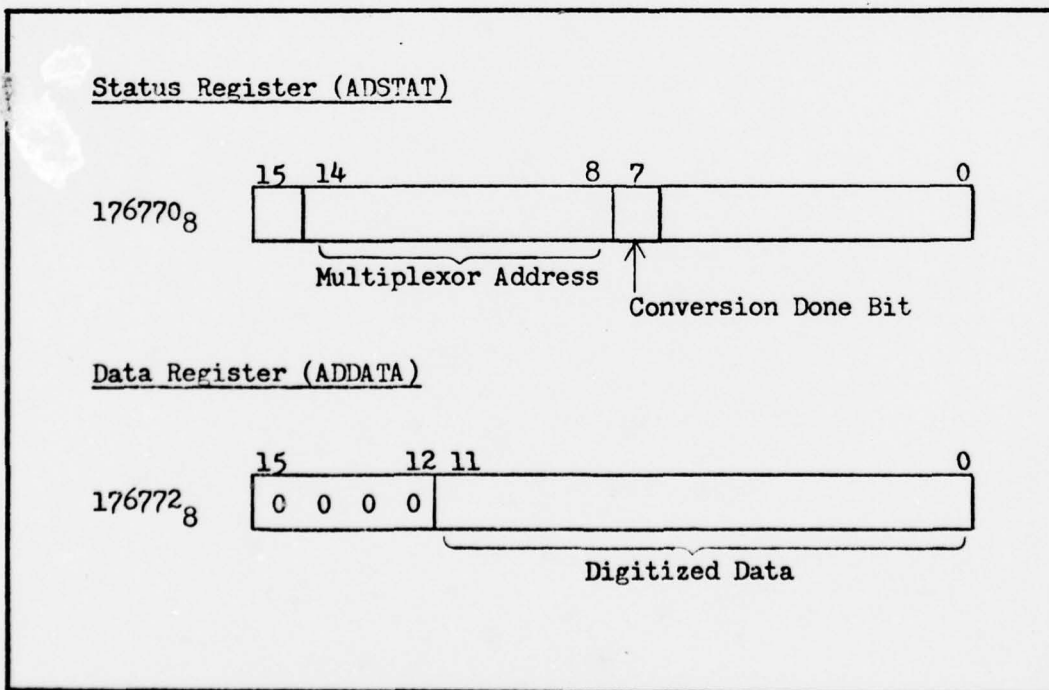 Status Register (ADSTAT)
15 14 8 7 0
176770₈
Multiplexor Address
Conversion Done Bit
Data Register (ADDATA)
15 12 11 0
176772₈ 0 0 0 0
Digitized Data